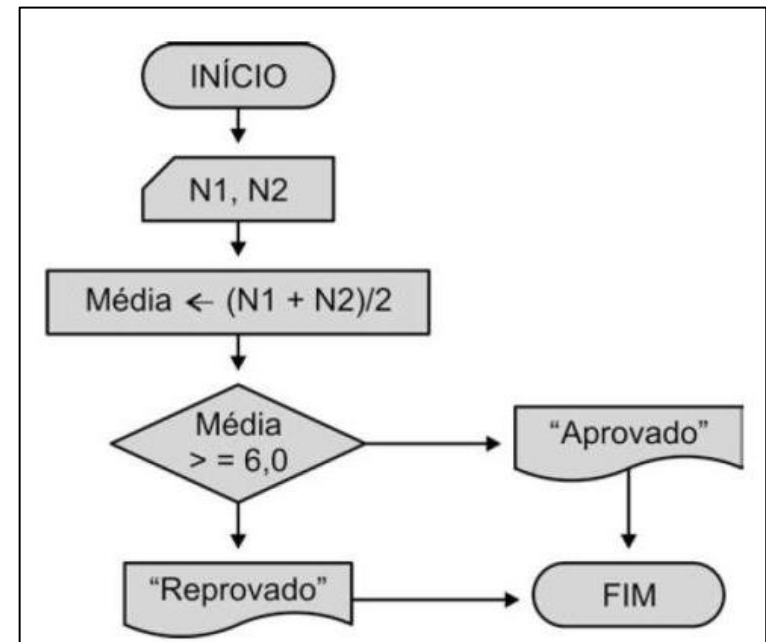 INÍCIO
N1, N2
Média ← (N1 + N2)/2
Média
> = 6,0
“Aprovado”
“Reprovado”
FIM